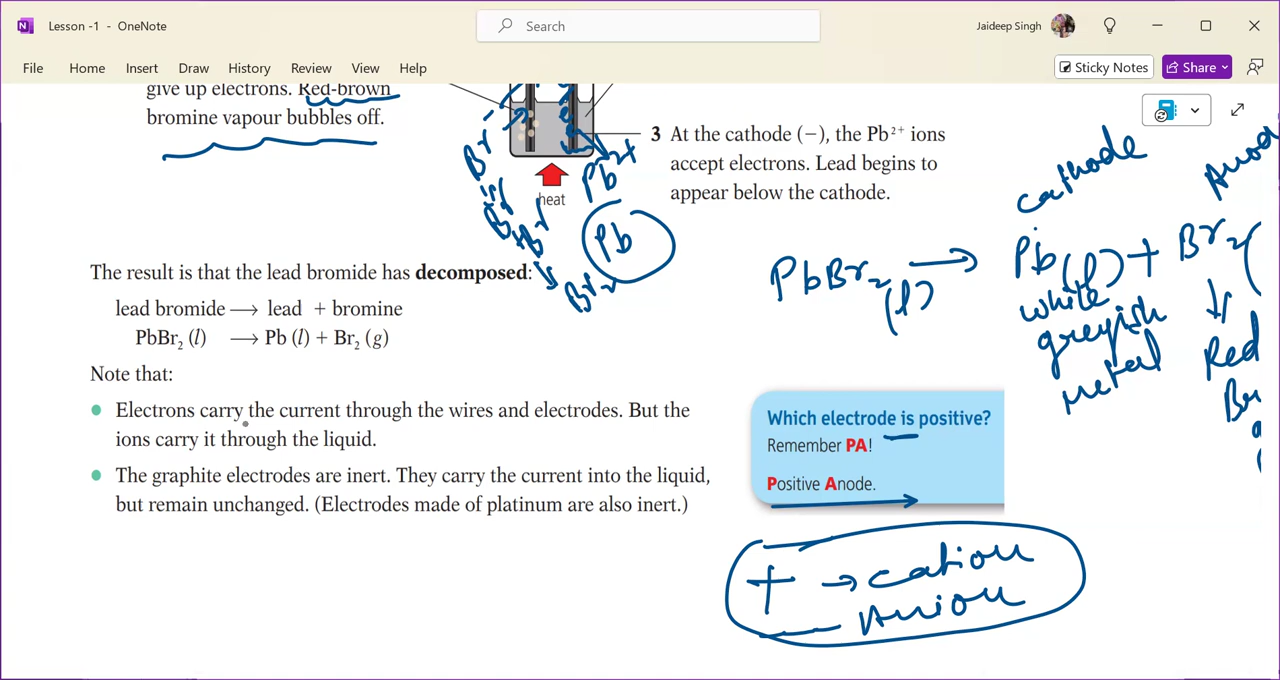 Lesson -1 - OneNote
Search
Jaideep Singh
File Home Insert Draw History Review View Help
Sticky Notes Share
give up electrons. Red-brown
bromine vapour bubbles off.
heat
3 At the cathode (−), the Pb²⁺ ions
accept electrons. Lead begins to
appear below the cathode.
Br
Pb2+
Pb
Br₂
cathode
Anod
PbBr₂(l) ⟶ Pb(l) + Br₂(
white
greyish
metal
Red
Br
The result is that the lead bromide has decomposed:
lead bromide ⟶ lead + bromine
PbBr₂ (l) ⟶ Pb (l) + Br₂ (g)
Note that:
Electrons carry the current through the wires and electrodes. But the
ions carry it through the liquid.
The graphite electrodes are inert. They carry the current into the liquid,
but remain unchanged. (Electrodes made of platinum are also inert.)
Which electrode is positive?
Remember PA!
Positive Anode.
+ → cation
Anion